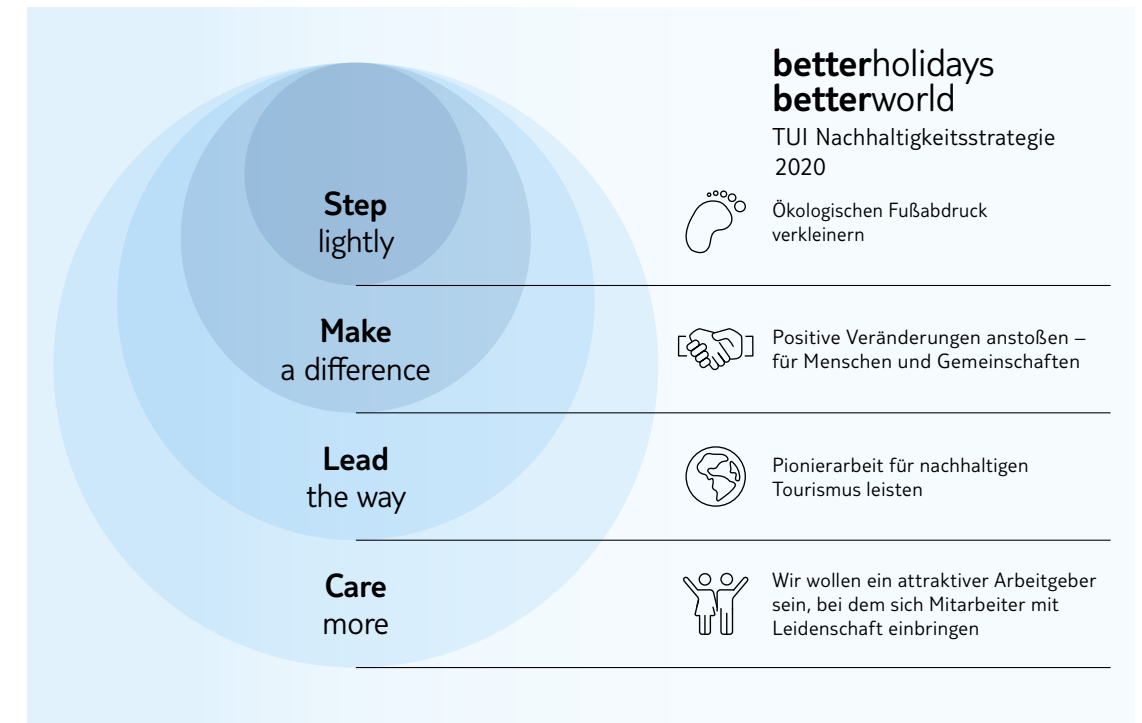 betterholidays
betterworld
TUI Nachhaltigkeitsstrategie
2020
Step
lightly
Ökologischen Fußabdruck
verkleinern
Make
a difference
Positive Veränderungen anstoßen –
für Menschen und Gemeinschaften
Lead
the way
Pionierarbeit für nachhaltigen
Tourismus leisten
Care
more
Wir wollen ein attraktiver Arbeitgeber
sein, bei dem sich Mitarbeiter mit
Leidenschaft einbringen